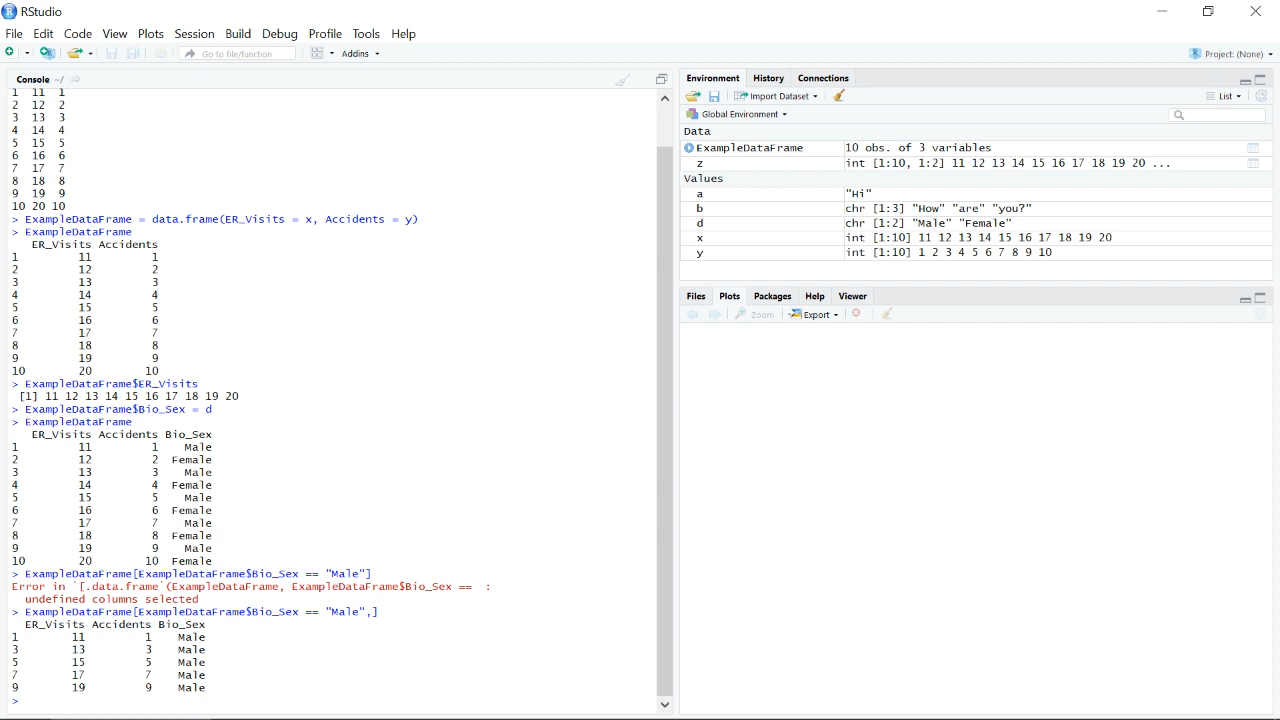 RStudio
File Edit Code View Plots Session Build Debug Profile Tools Help
Go to file/function Addins Project: (None)
Console ~/
1 11 1
2 12 2
3 13 3
4 14 4
5 15 5
6 16 6
7 17 7
8 18 8
9 19 9
10 20 10
> ExampleDataFrame = data.frame(ER_Visits = x, Accidents = y)
> ExampleDataFrame
ER_Visits Accidents
1 11 1
2 12 2
3 13 3
4 14 4
5 15 5
6 16 6
7 17 7
8 18 8
9 19 9
10 20 10
> ExampleDataFrame$ER_Visits
[1] 11 12 13 14 15 16 17 18 19 20
> ExampleDataFrame$Bio_Sex = d
> ExampleDataFrame
ER_Visits Accidents Bio_Sex
1 11 1 Male
2 12 2 Female
3 13 3 Male
4 14 4 Female
5 15 5 Male
6 16 6 Female
7 17 7 Male
8 18 8 Female
9 19 9 Male
10 20 10 Female
> ExampleDataFrame[ExampleDataFrame$Bio_Sex == "Male"]
Error in `[.data.frame`(ExampleDataFrame, ExampleDataFrame$Bio_Sex == :
undefined columns selected
> ExampleDataFrame[ExampleDataFrame$Bio_Sex == "Male",]
ER_Visits Accidents Bio_Sex
1 11 1 Male
3 13 3 Male
5 15 5 Male
7 17 7 Male
9 19 9 Male
>
Environment History Connections
Import Dataset List
Global Environment
Data
ExampleDataFrame 10 obs. of 3 variables
z int [1:10, 1:2] 11 12 13 14 15 16 17 18 19 20 ...
Values
a "Hi"
b chr [1:3] "How" "are" "you?"
d chr [1:2] "Male" "Female"
x int [1:10] 11 12 13 14 15 16 17 18 19 20
y int [1:10] 1 2 3 4 5 6 7 8 9 10
Files Plots Packages Help Viewer
Zoom Export